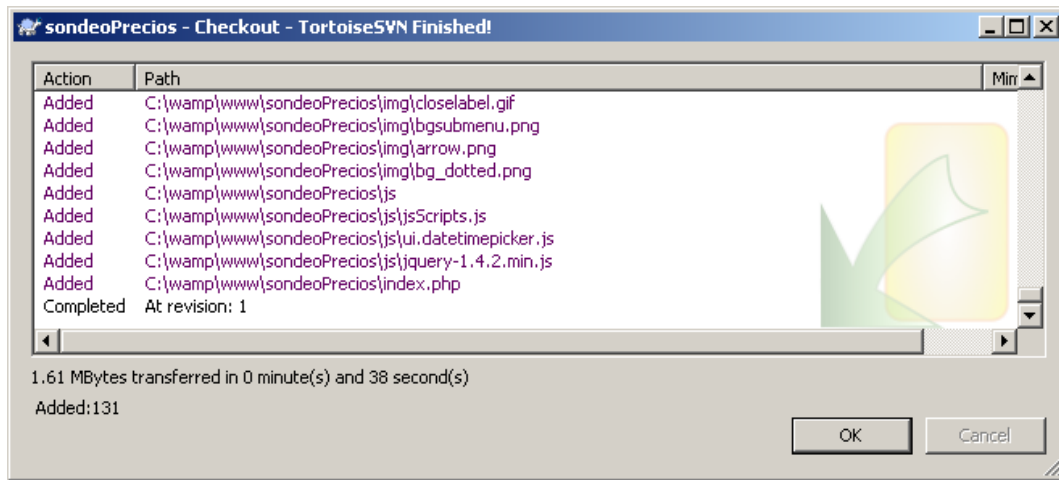 sondeoPrecios - Checkout - TortoiseSVN Finished!
Action Path Mim
Added C:\wamp\www\sondeoPrecios\img\closelabel.gif
Added C:\wamp\www\sondeoPrecios\img\bgsubmenu.png
Added C:\wamp\www\sondeoPrecios\img\arrow.png
Added C:\wamp\www\sondeoPrecios\img\bg_dotted.png
Added C:\wamp\www\sondeoPrecios\js
Added C:\wamp\www\sondeoPrecios\js\jsScripts.js
Added C:\wamp\www\sondeoPrecios\js\ui.datetimepicker.js
Added C:\wamp\www\sondeoPrecios\js\jquery-1.4.2.min.js
Added C:\wamp\www\sondeoPrecios\index.php
Completed At revision: 1
1.61 MBytes transferred in 0 minute(s) and 38 second(s)
Added:131
OK Cancel